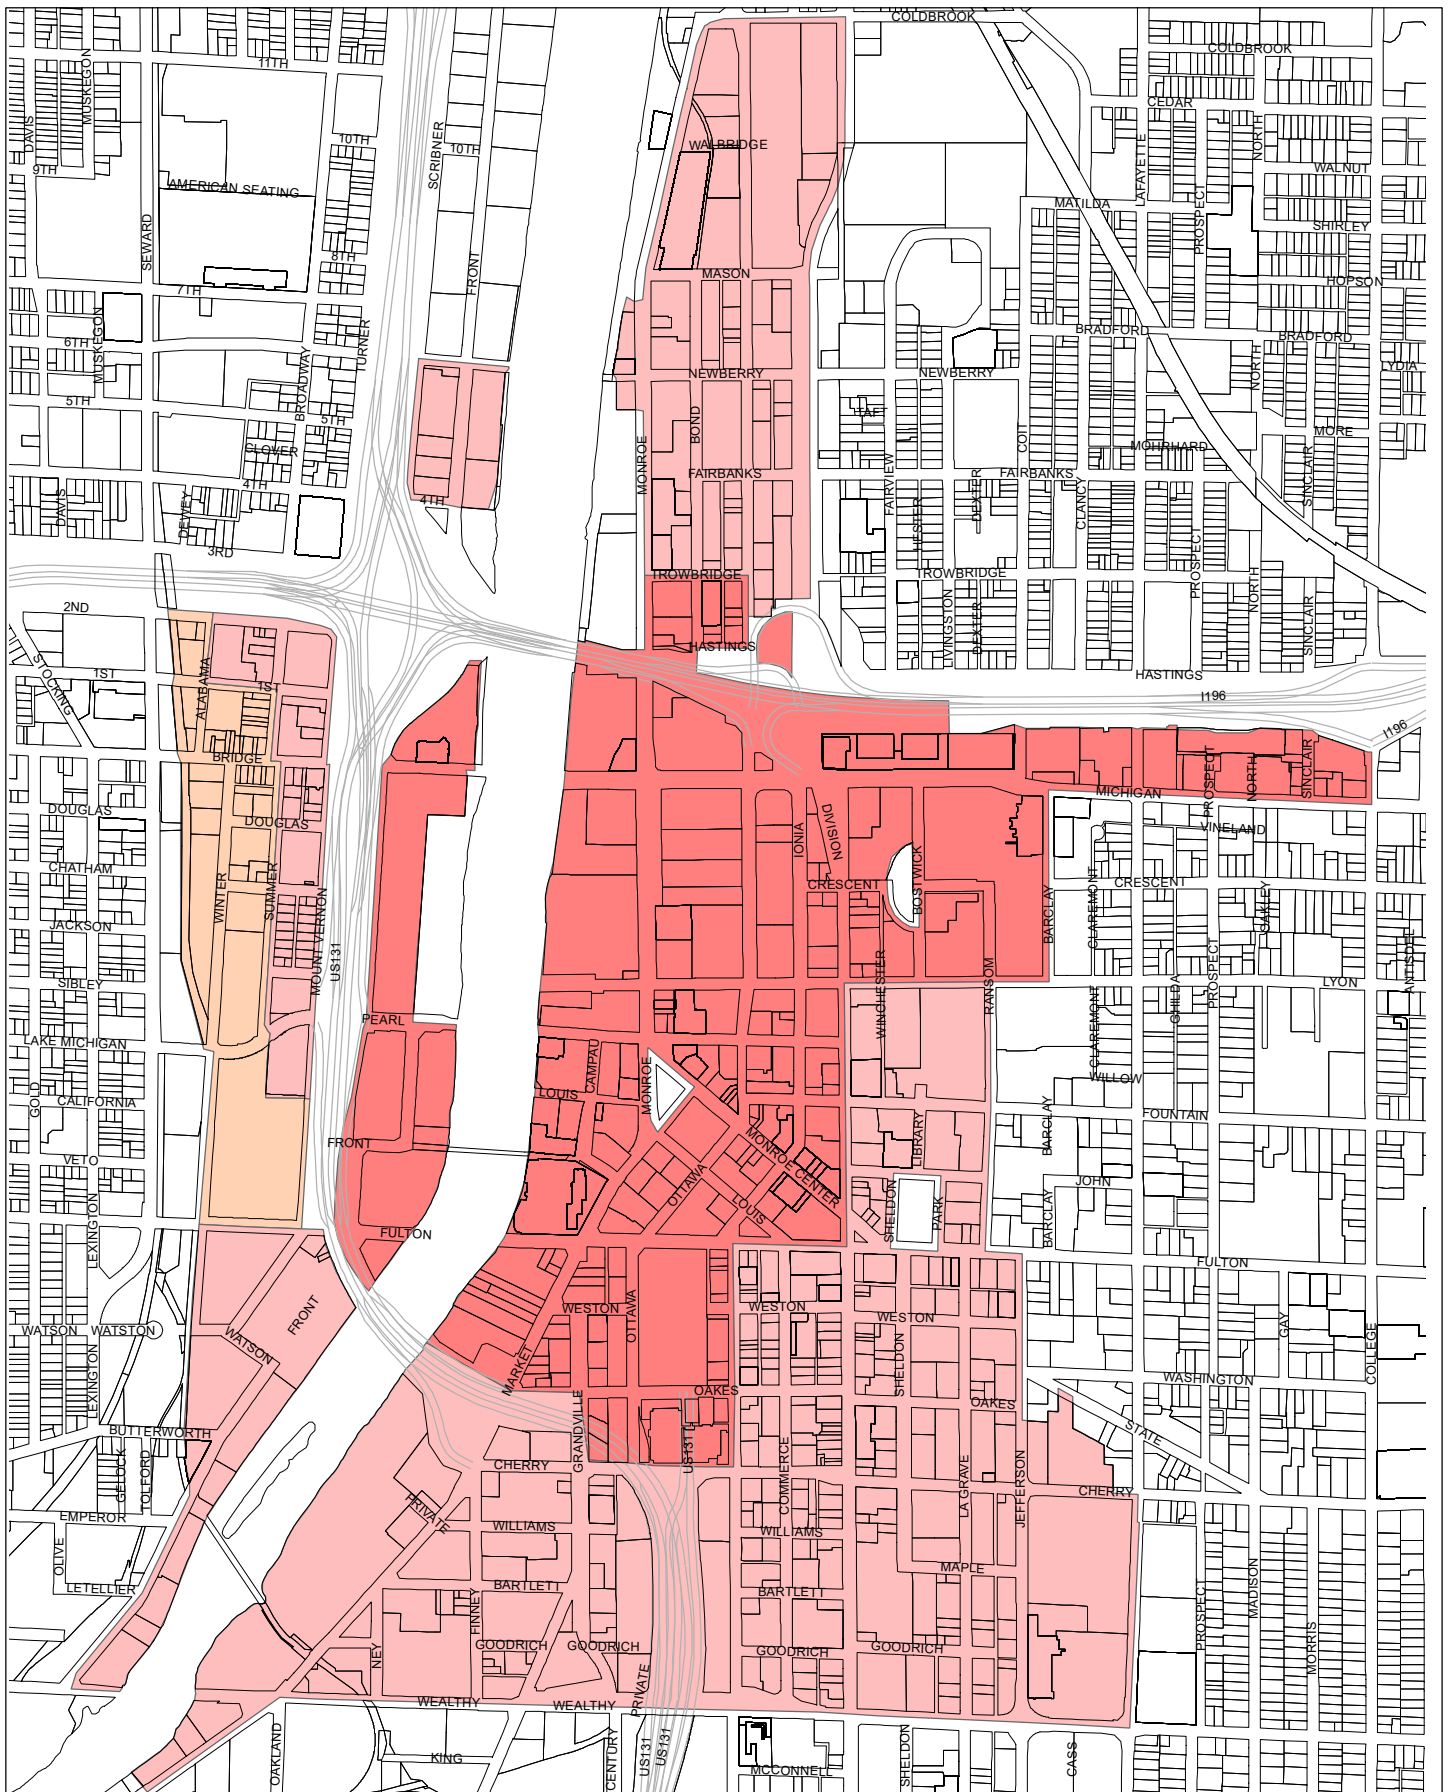 COLDBROOK
COLDBROOK
11TH
MUSKEGON
DAVIS
CEDAR
10TH
10TH
SCRIBNER
WALBRIDGE
LAFAYETTE
NORTH
9TH
WALNUT
AMERICAN SEATING
MATILDA
PROSPECT
SEWARD
SHIRLEY
8TH
FRONT
MASON
HOPSON
7TH
BRADFORD
BRADFORD
6TH
MUSKEGON
TURNER
NORTH
LYDIA
NEWBERRY
NEWBERRY
BROADWAY
5TH
5TH
TAFT
BOND
COIT
MORE
MOHRHARD
CLOVER
MONROE
FAIRBANKS
FAIRBANKS
4TH
4TH
FAIRVIEW
SINCLAIR
DAVIS
DEWEY
HESTER
DEXTER
CLANCY
3RD
PROSPECT
TROWBRIDGE
TROWBRIDGE
NORTH
2ND
LIVINGSTON
DEXTER
SINCLAIR
HASTINGS
HASTINGS
STOCKING
1ST
1ST
ALABAMA
I196
I196
BRIDGE
MICHIGAN
PROSPECT
NORTH
SINCLAIR
DOUGLAS
DOUGLAS
IONIA
DIVISION
VINELAND
CHATHAM
CRESCENT
CRESCENT
WINTER
SUMMER
BOSTWICK
BARCLAY
CLAREMONT
OAKLEY
JACKSON
MOUNT VERNON
US131
ANTISDEL
SIBLEY
WINCHESTER
RANSOM
GHILDA
PROSPECT
LYON
PEARL
CLAREMONT
LAKE MICHIGAN
CAMPAU
MONROE
WILLOW
GOLD
CALIFORNIA
LOUIS
FOUNTAIN
BARCLAY
LIBRARY
FRONT
MONROE CENTER
VETO
OTTAWA
LOUIS
JOHN
LEXINGTON
SHELDON
PARK
BARCLAY
FULTON
FULTON
WESTON
OTTAWA
WESTON
WESTON
GAY
FRONT
WATSON
WATSTON
WATSON
COLLEGE
LEXINGTON
MARKET
SHELDON
WASHINGTON
OAKES
OAKES
STATE
BUTTERWORTH
GRANDVILLE
US131
COMMERCE
CHERRY
GELOCK
TOLFORD
LA GRAVE
JEFFERSON
CHERRY
PRIVATE
EMPEROR
WILLIAMS
WILLIAMS
OLIVE
MAPLE
LETELLIER
BARTLETT
BARTLETT
FINNEY
PROSPECT
MADISON
MORRIS
NEY
GOODRICH
GOODRICH
GOODRICH
GOODRICH
PRIVATE
WEALTHY
WEALTHY
OAKLAND
KING
CENTURY
US131
US131
SHELDON
CASS
MCCONNELL